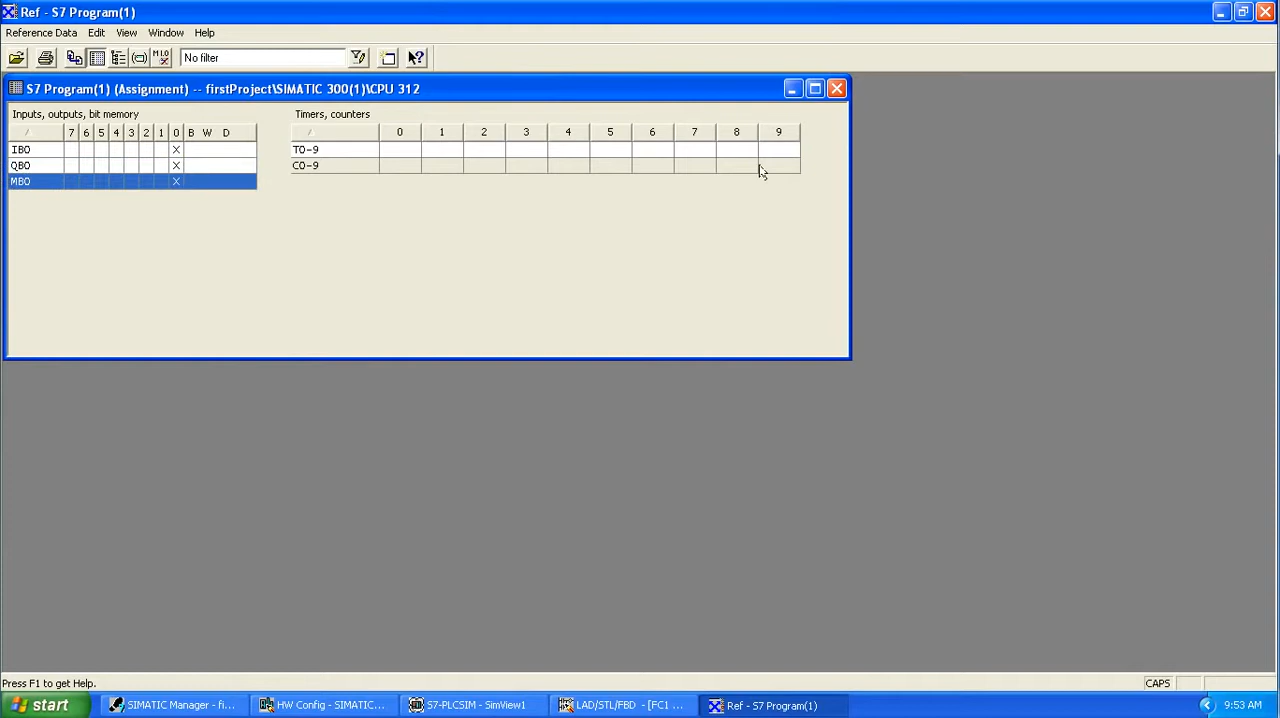 Ref - S7 Program(1)
Reference Data Edit View Window Help
No filter
S7 Program(1) (Assignment) -- firstProject\SIMATIC 300(1)\CPU 312
Inputs, outputs, bit memory
/ 7 6 5 4 3 2 1 0 B W D
IB0 X
QB0 X
MB0 X
Timers, counters
/ 0 1 2 3 4 5 6 7 8 9
T0-9
C0-9
Press F1 to get Help.
CAPS
start
SIMATIC Manager - fi...
HW Config - SIMATIC...
S7-PLCSIM - SimView1
LAD/STL/FBD - [FC1 ...
Ref - S7 Program(1)
9:53 AM